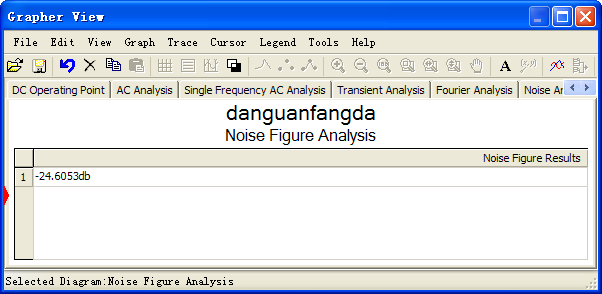 Grapher View
File Edit View Graph Trace Cursor Legend Tools Help
A
DC Operating Point AC Analysis Single Frequency AC Analysis Transient Analysis Fourier Analysis Noise
danguanfangda
Noise Figure Analysis
Noise Figure Results
1 -24.6053db
Selected Diagram:Noise Figure Analysis